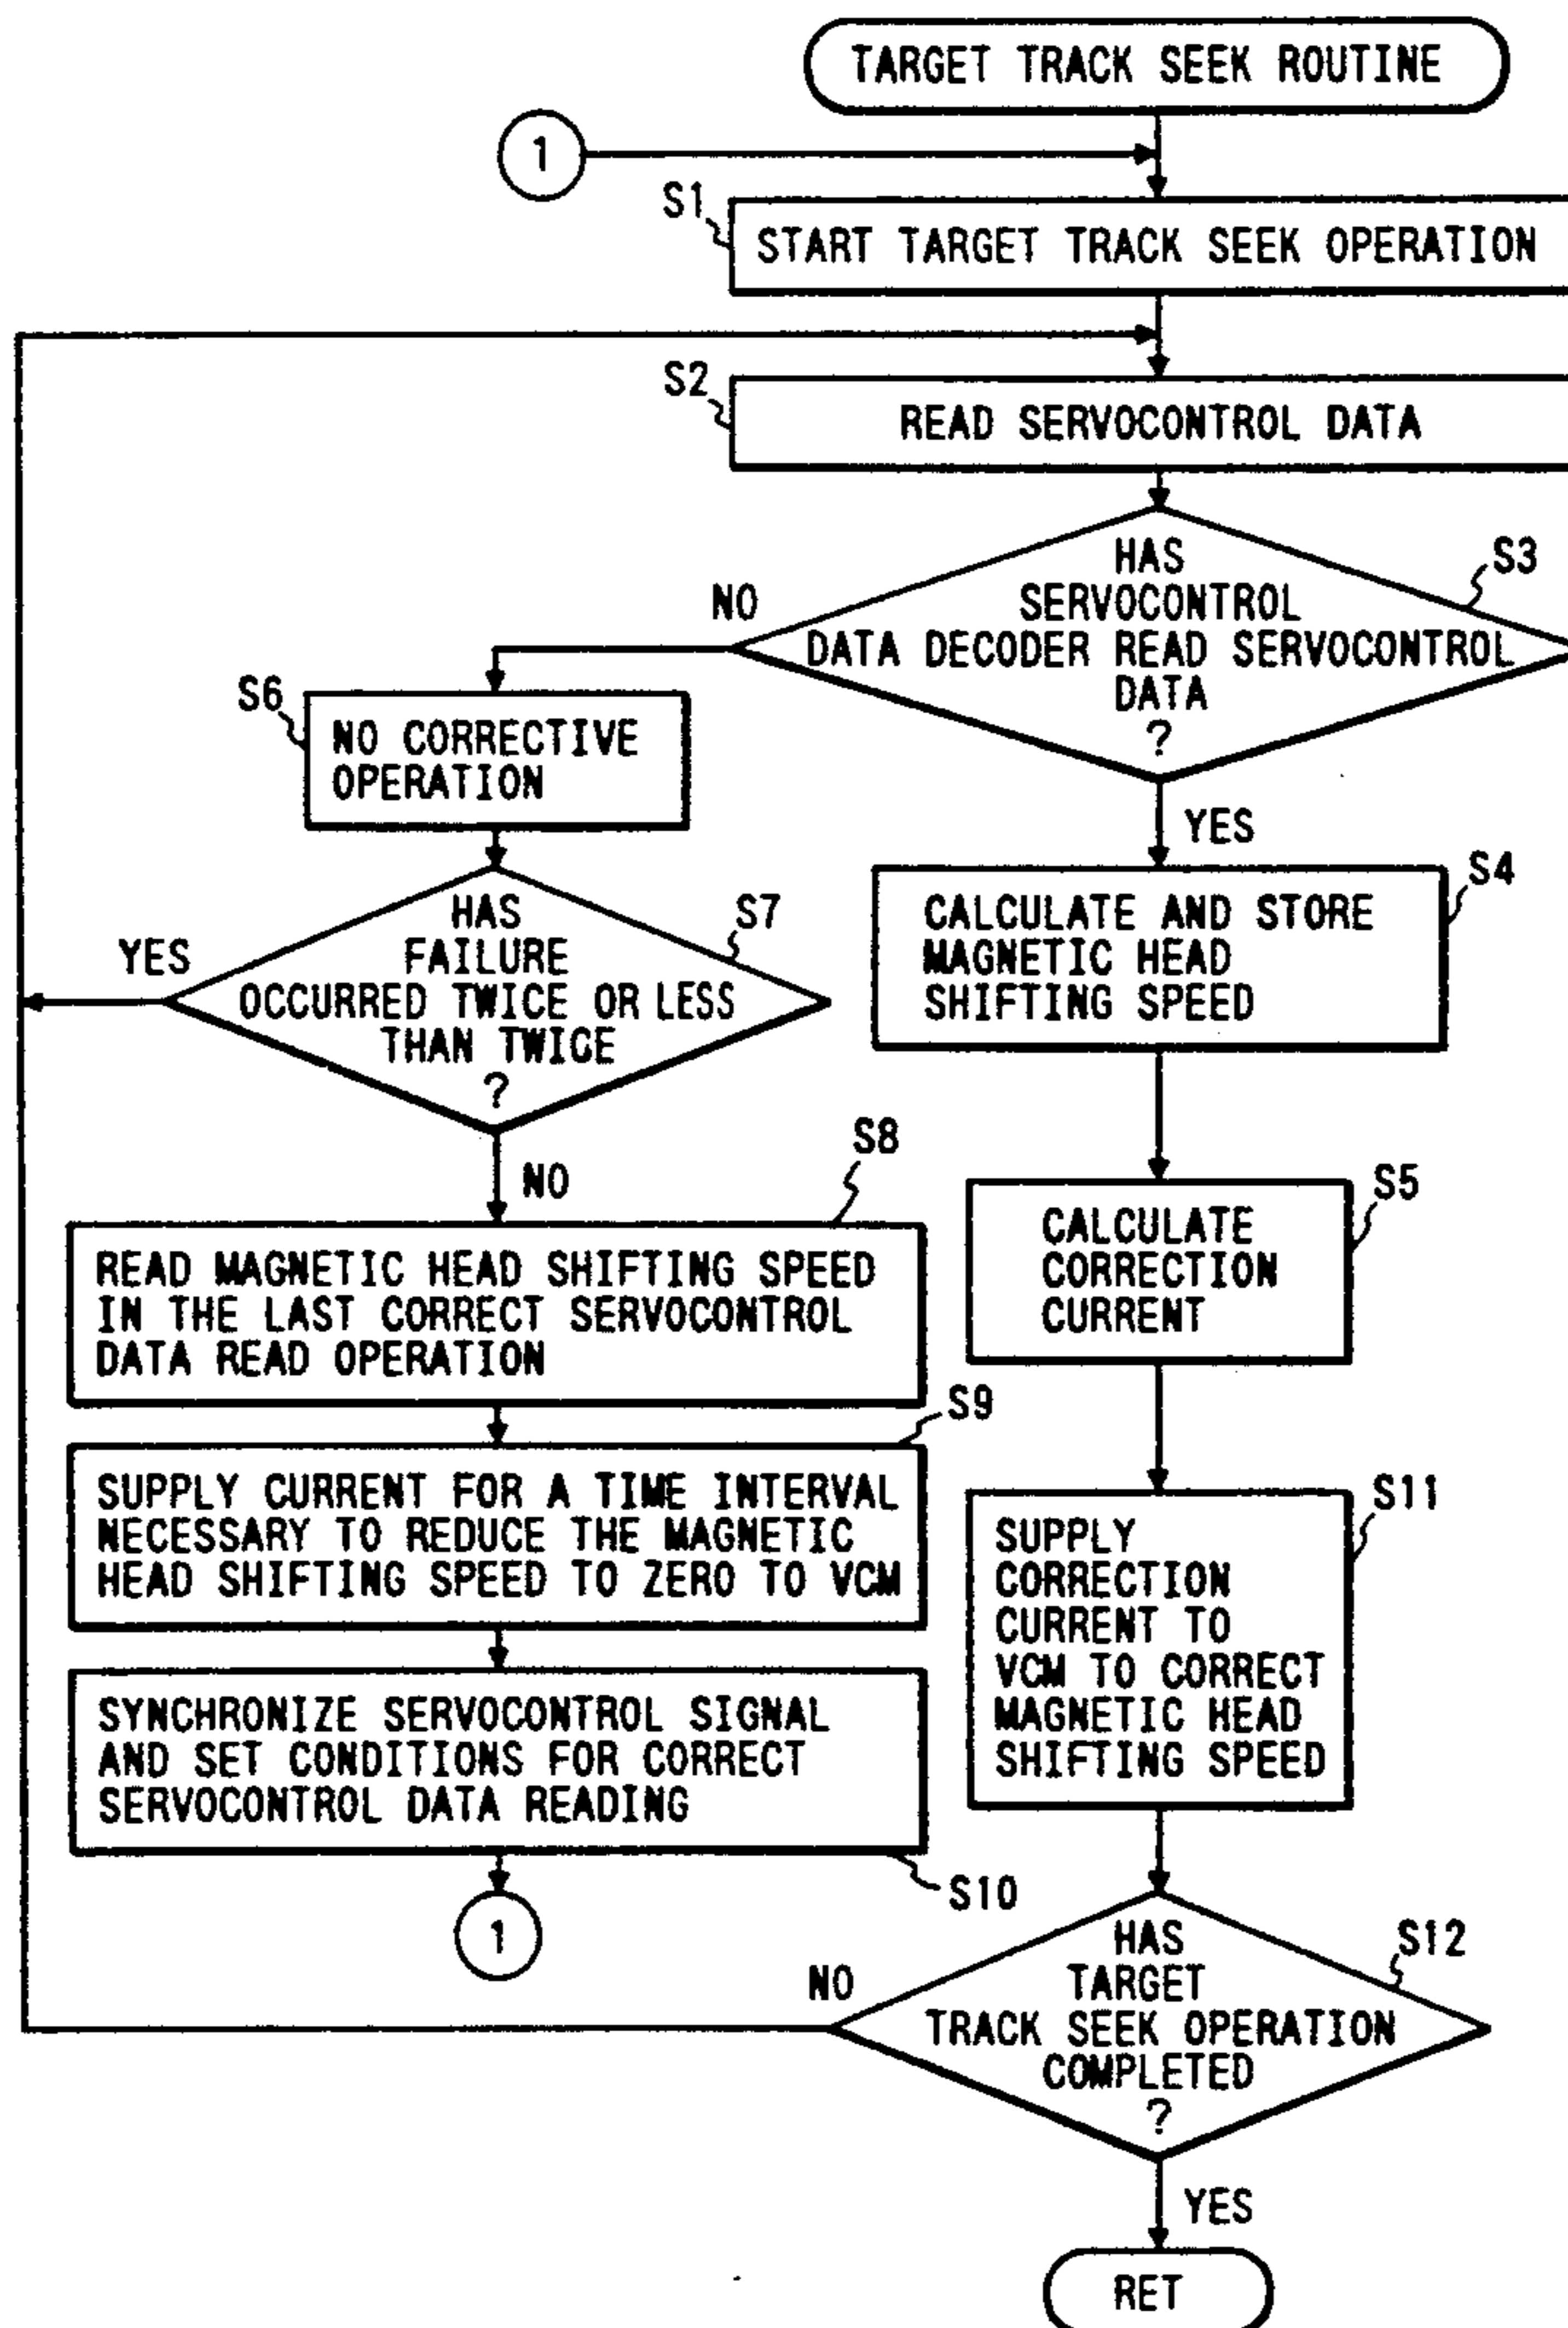 TARGET TRACK SEEK ROUTINE
1
S1
START TARGET TRACK SEEK OPERATION
S2
READ SERVOCONTROL DATA
HAS
SERVOCONTROL
DATA DECODER READ SERVOCONTROL
DATA
?
S3
NO
YES
S6
NO CORRECTIVE
OPERATION
S4
CALCULATE AND STORE
MAGNETIC HEAD
SHIFTING SPEED
HAS
FAILURE
OCCURRED TWICE OR LESS
THAN TWICE
?
S7
YES
NO
S8
READ MAGNETIC HEAD SHIFTING SPEED
IN THE LAST CORRECT SERVOCONTROL
DATA READ OPERATION
S5
CALCULATE
CORRECTION
CURRENT
S9
SUPPLY CURRENT FOR A TIME INTERVAL
NECESSARY TO REDUCE THE MAGNETIC
HEAD SHIFTING SPEED TO ZERO TO VCM
S11
SUPPLY
CORRECTION
CURRENT TO
VCM TO CORRECT
MAGNETIC HEAD
SHIFTING SPEED
SYNCHRONIZE SERVOCONTROL SIGNAL
AND SET CONDITIONS FOR CORRECT
SERVOCONTROL DATA READING
S10
1
HAS
TARGET
TRACK SEEK OPERATION
COMPLETED
?
S12
NO
YES
RET